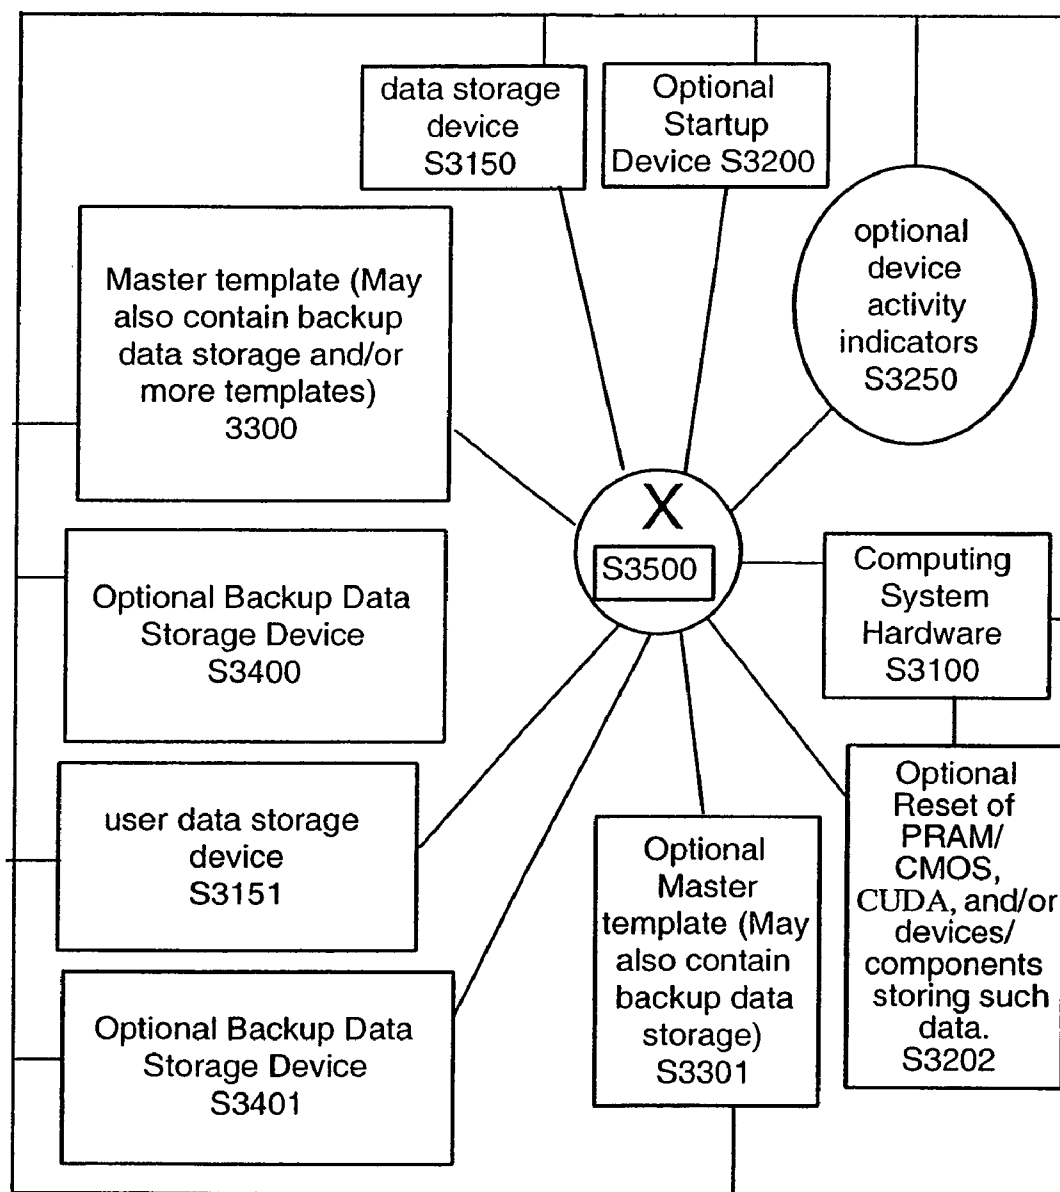 data storage
device
S3150
Optional
Startup
Device S3200
optional
device
activity
indicators
S3250
Master template (May
also contain backup
data storage and/or
more templates)
3300
X
S3500
Computing
System
Hardware
S3100
Optional Backup Data
Storage Device
S3400
user data storage
device
S3151
Optional
Master
template (May
also contain
backup data
storage)
S3301
Optional
Reset of
PRAM/
CMOS,
CUDA, and/or
devices/
components
storing such
data.
S3202
Optional Backup Data
Storage Device
S3401